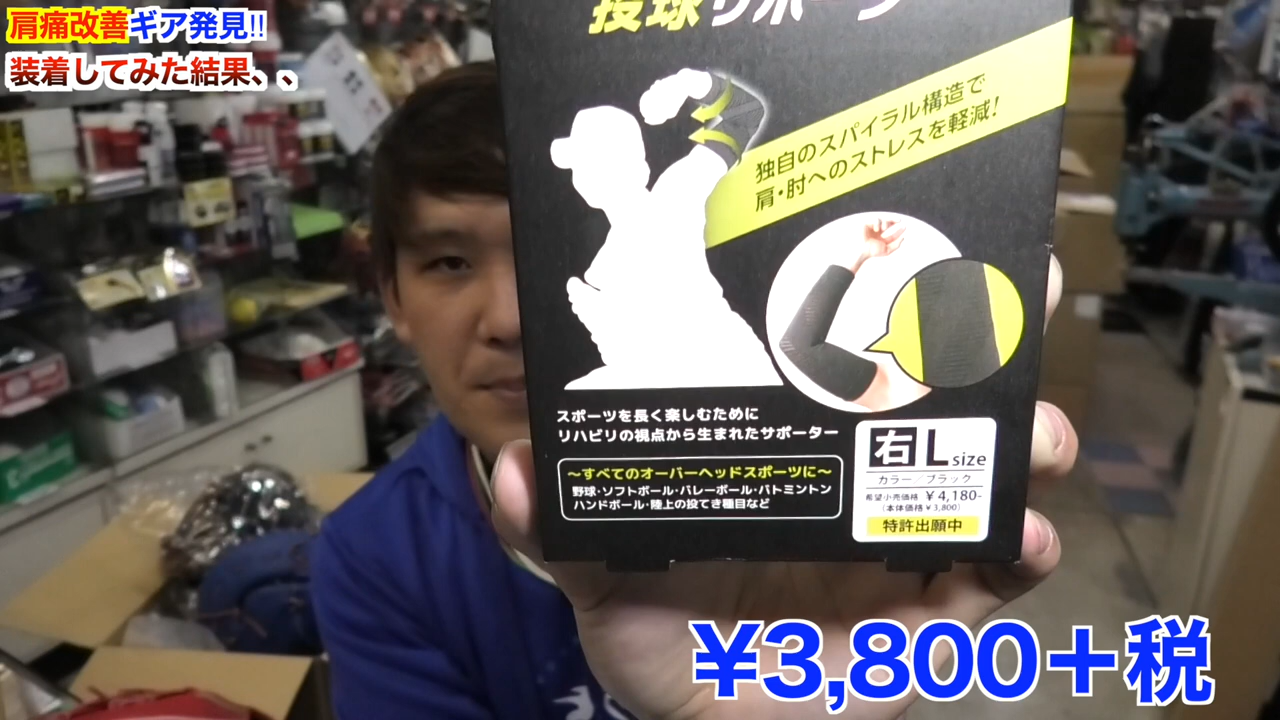 肩痛改善ギア発見!!
装着してみた結果、、
投球サポーター
独自のスパイラル構造で
肩・肘へのストレスを軽減!
スポーツを長く楽しむために
リハビリの視点から生まれたサポーター
～すべてのオーバーヘッドスポーツに～
野球・ソフトボール・バレーボール・バトミントン
ハンドボール・陸上の投てき種目など
右 L size
カラー／ブラック
希望小売価格 ¥4,180-
(本体価格¥3,800)
特許出願中
¥3,800+税